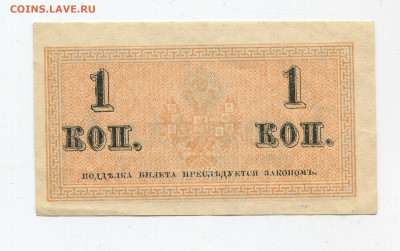 COINS.LAVE.RU
1 1
КОП. КОП.
ПОДДѢЛКА БИЛЕТА ПРЕСЛѢДУЕТСЯ ЗАКОНОМЪ.